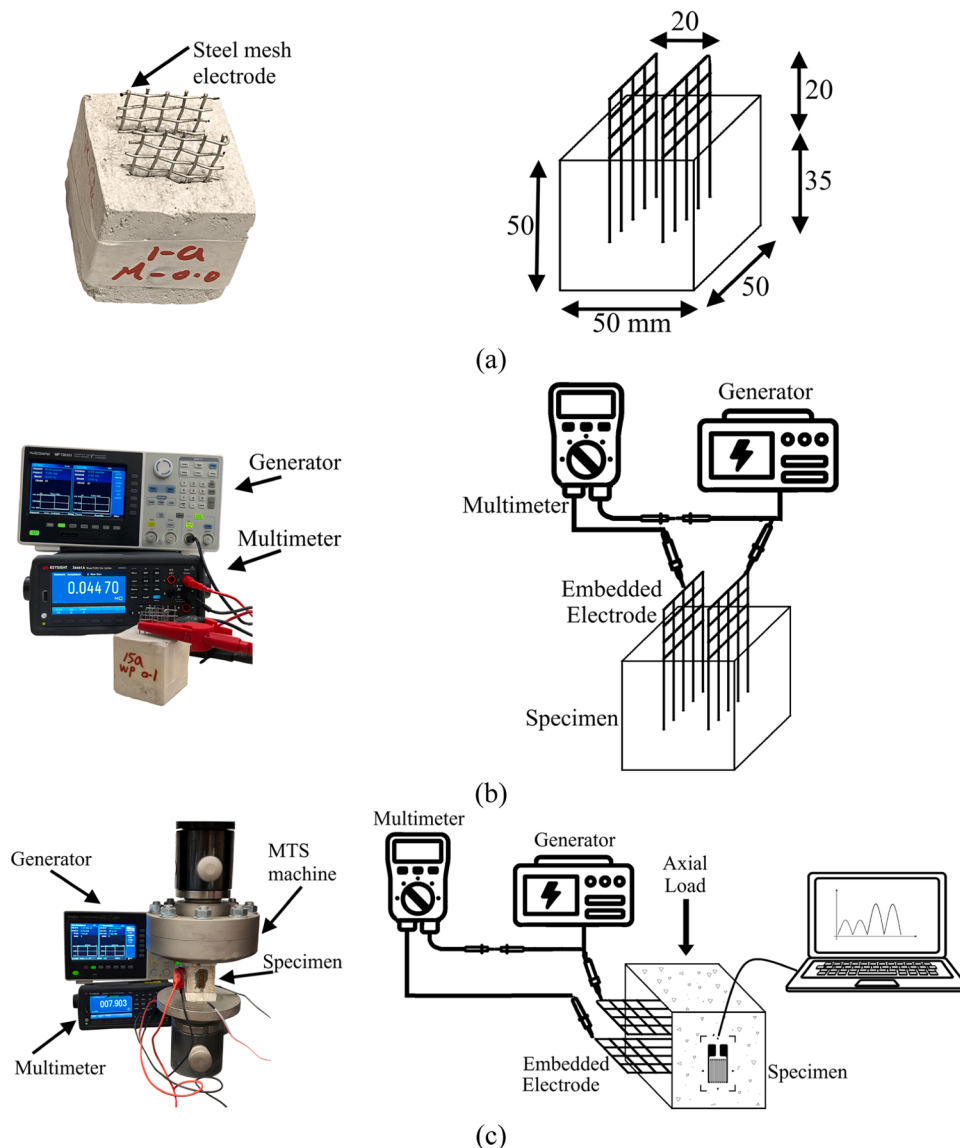 Steel mesh
electrode
1-a
M-0.0
20
20
35
50
50
50 mm
(a)
Generator
Multimeter
KEYSIGHT
0.04470
MΩ
15a
WP 0.1
Generator
Multimeter
Embedded
Electrode
Specimen
(b)
Generator
MTS
machine
Specimen
007.903
Multimeter
Multimeter
Generator
Axial
Load
Embedded
Electrode
Specimen
(c)